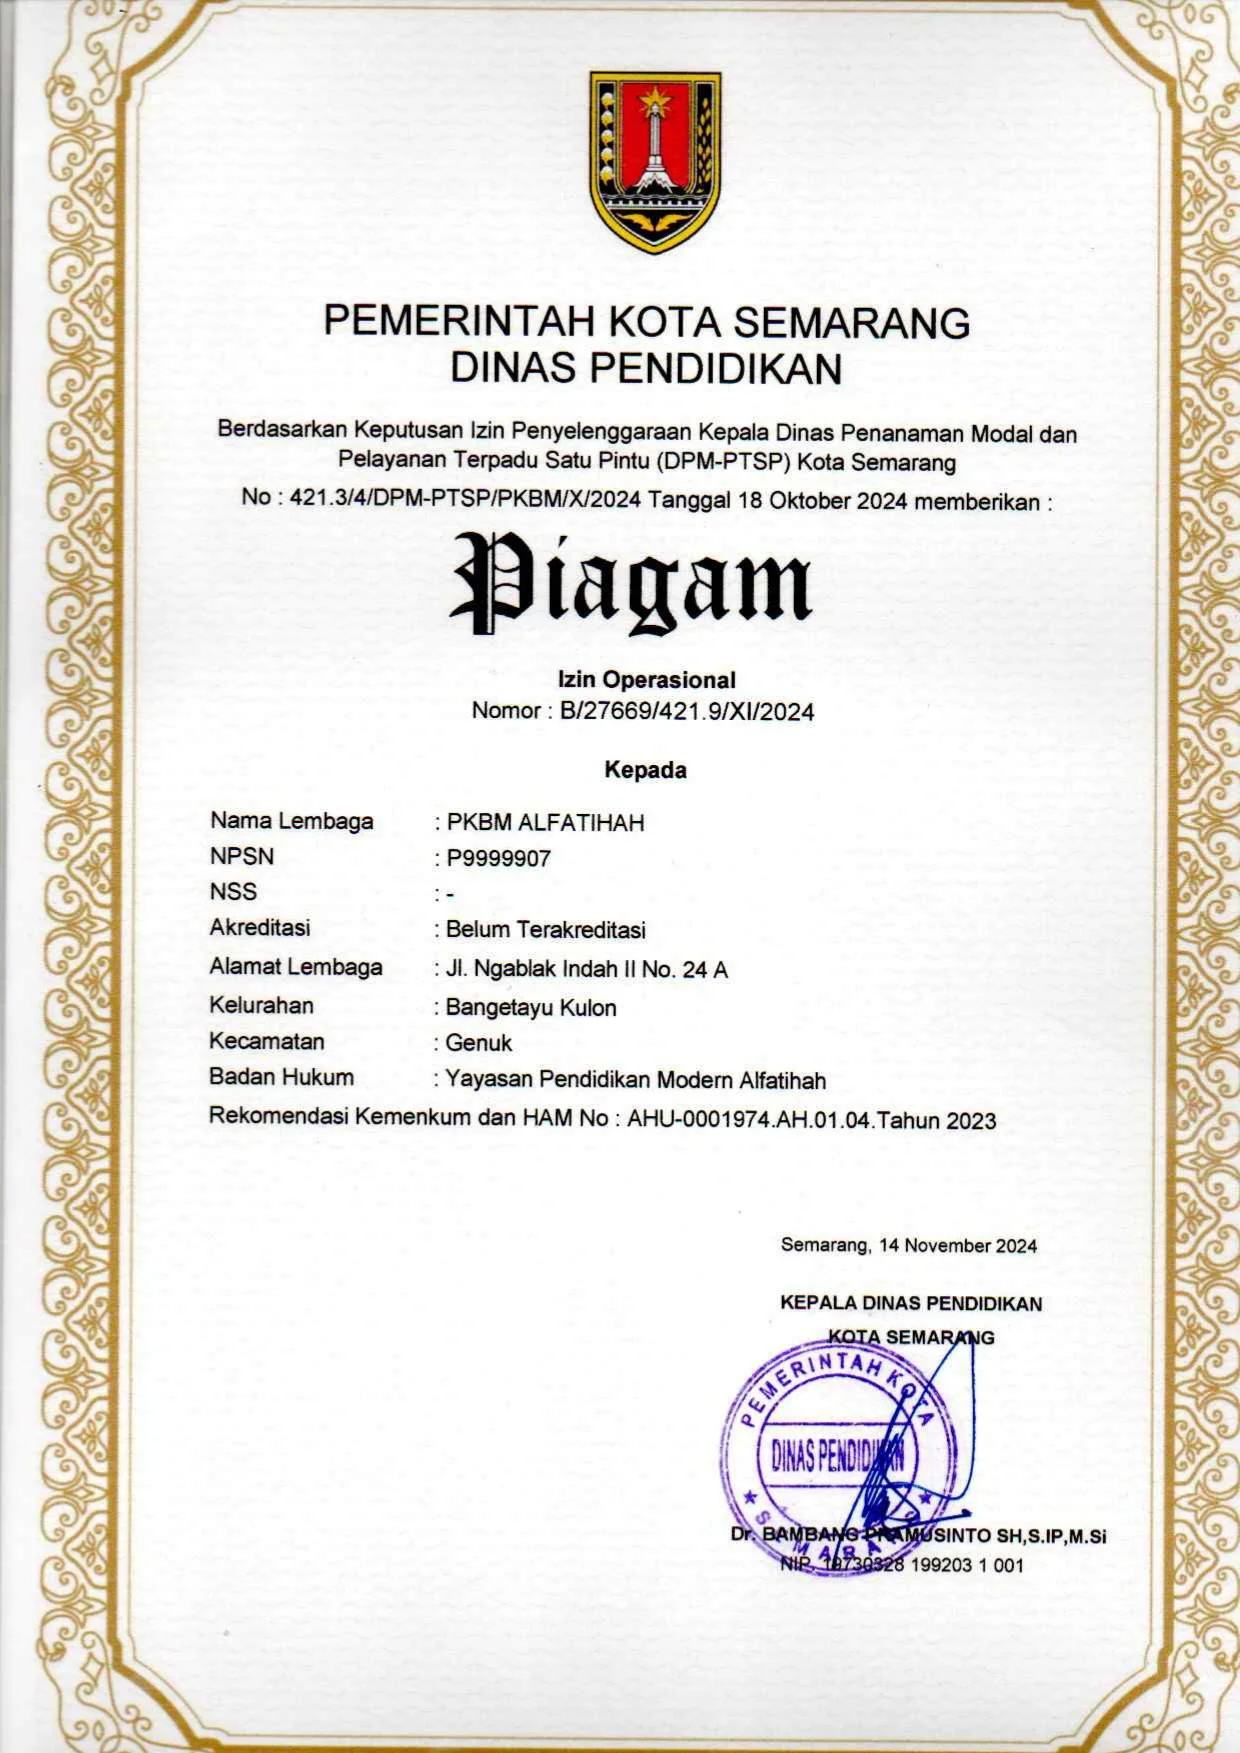 PEMERINTAH KOTA SEMARANG
DINAS PENDIDIKAN
Berdasarkan Keputusan Izin Penyelenggaraan Kepala Dinas Penanaman Modal dan
Pelayanan Terpadu Satu Pintu (DPM-PTSP) Kota Semarang
No : 421.3/4/DPM-PTSP/PKBM/X/2024 Tanggal 18 Oktober 2024 memberikan :
Piagam
Izin Operasional
Nomor : B/27669/421.9/XI/2024
Kepada
Nama Lembaga : PKBM ALFATIHAH
NPSN : P9999907
NSS : -
Akreditasi : Belum Terakreditasi
Alamat Lembaga : Jl. Ngablak Indah II No. 24 A
Kelurahan : Bangetayu Kulon
Kecamatan : Genuk
Badan Hukum : Yayasan Pendidikan Modern Alfatihah
Rekomendasi Kemenkum dan HAM No : AHU-0001974.AH.01.04.Tahun 2023
Semarang, 14 November 2024
KEPALA DINAS PENDIDIKAN
KOTA SEMARANG
PEMERINTAH KOTA
DINAS PENDIDIKAN
SEMARANG
Dr. BAMBANG PRAMUSINTO SH,S.IP,M.Si
NIP. 19730328 199203 1 001